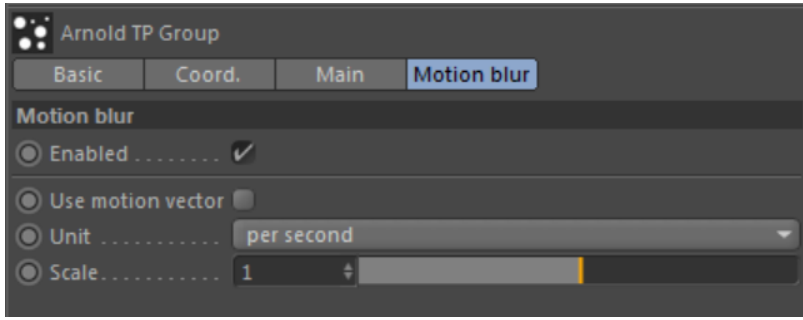 Arnold TP Group
Basic Coord. Main Motion blur
Motion blur
Enabled . . . . . . . .
Use motion vector
Unit . . . . . . . . . . . per second
Scale. . . . . . . . . . . 1